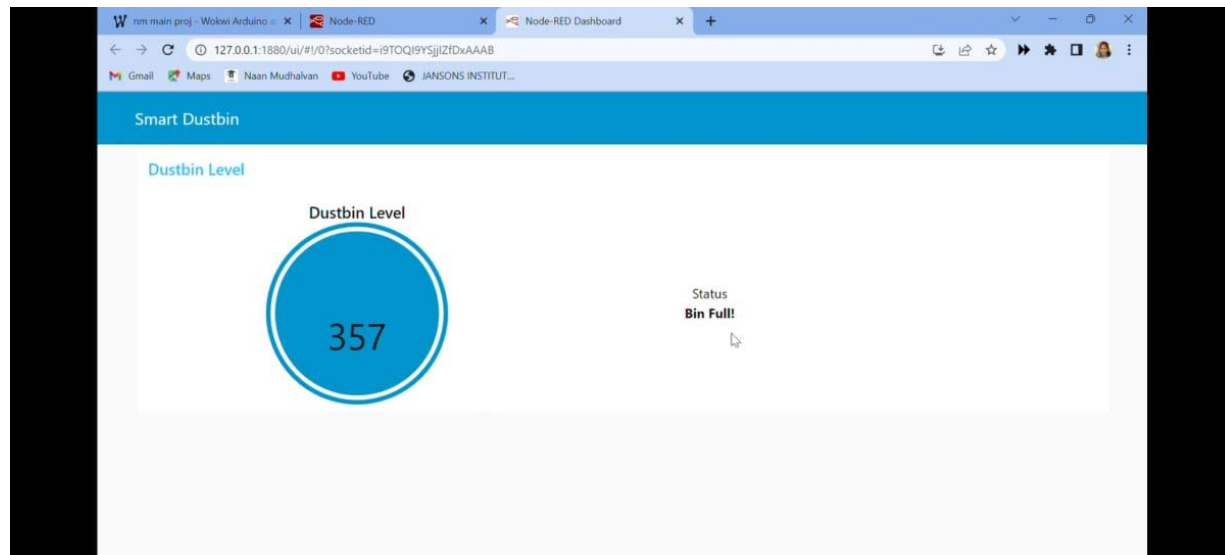 nm main proj - Wokwi Arduino
Node-RED
Node-RED Dashboard
127.0.0.1:1880/ui/#!/0?socketid=i9TOQI9YSjjIZfDxAAAB
Gmail Maps Naan Mudhalvan YouTube JANSONS INSTITUT...
Smart Dustbin
Dustbin Level
Dustbin Level
357
Status
Bin Full!